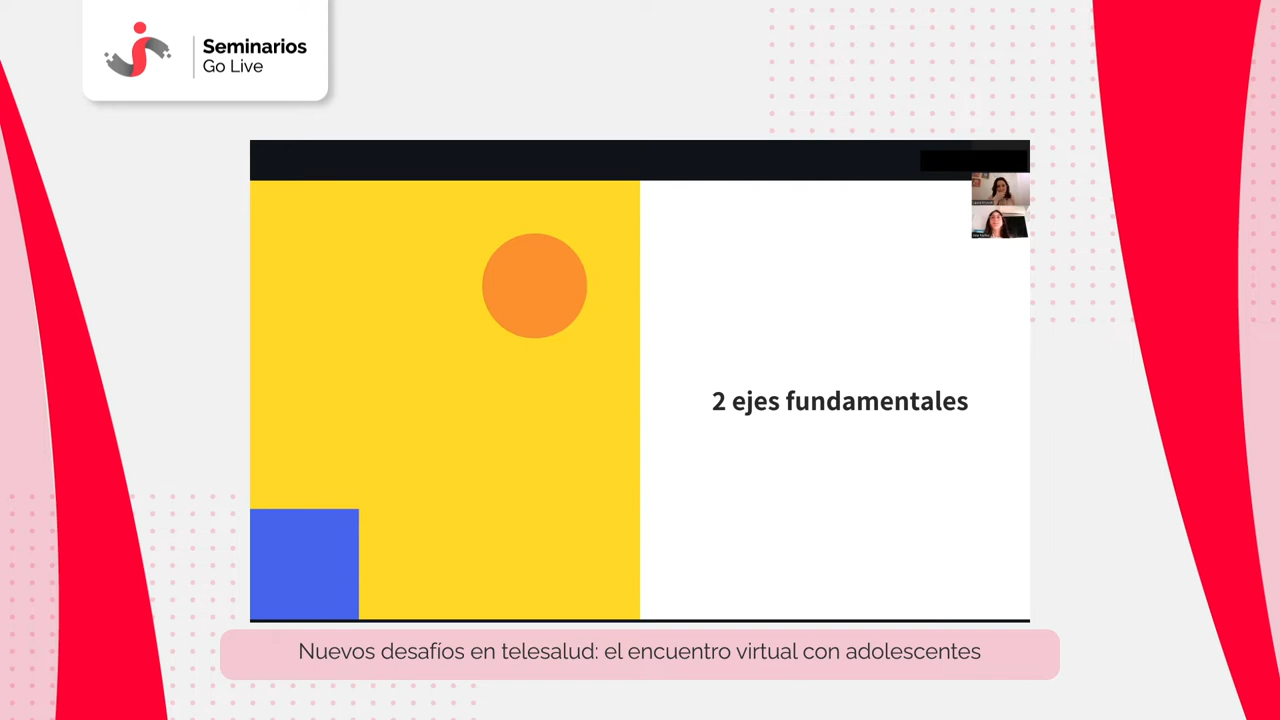 Seminarios
Go Live
2 ejes fundamentales
Nuevos desafíos en telesalud: el encuentro virtual con adolescentes